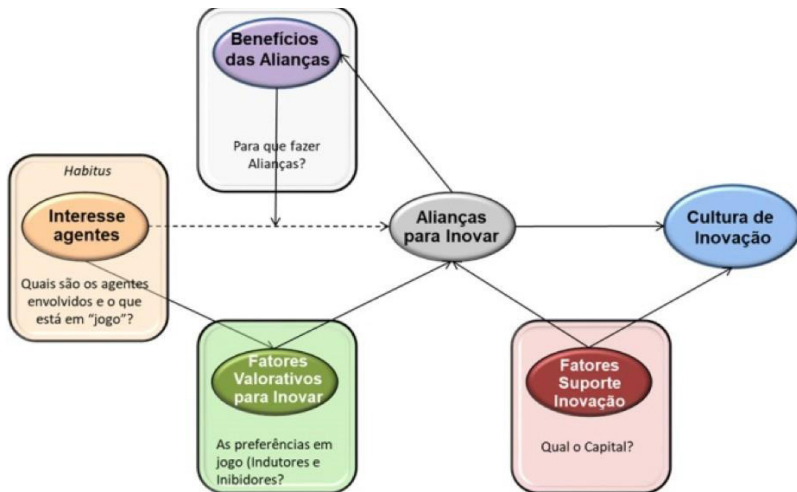 Benefícios
das Alianças
Para que fazer
Alianças?
Habitus
Interesse
agentes
Quais são os agentes
envolvidos e o que
está em “jogo”?
Alianças
para Inovar
Cultura de
Inovação
Fatores
Valorativos
para Inovar
As preferências em
jogo (Indutores e
Inibidores?
Fatores
Suporte
Inovação
Qual o Capital?